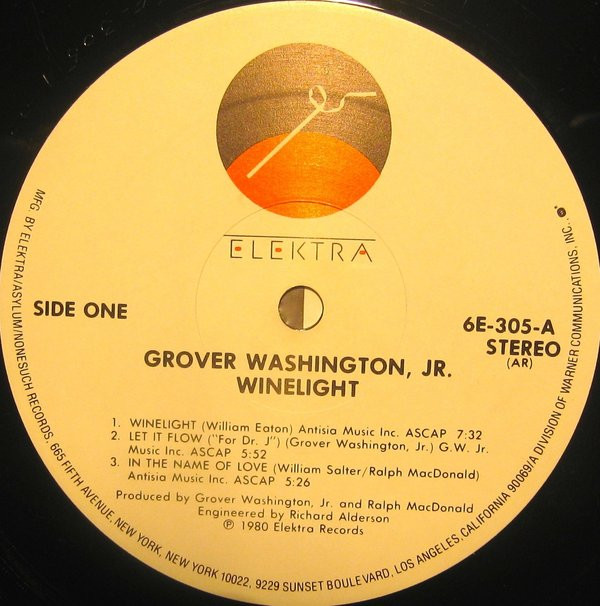 ELEKTRA
SIDE ONE
6E-305-A
STEREO
(AR)
GROVER WASHINGTON, JR.
WINELIGHT
1. WINELIGHT (William Eaton) Antisia Music Inc. ASCAP 7:32
2. LET IT FLOW ("For Dr. J") (Grover Washington, Jr.) G.W. Jr.
Music Inc. ASCAP 5:52
3. IN THE NAME OF LOVE (William Salter/Ralph MacDonald)
Antisia Music Inc. ASCAP 5:26
Produced by Grover Washington, Jr. and Ralph MacDonald
Engineered by Richard Alderson
℗ 1980 Elektra Records
MFG. BY ELEKTRA/ASYLUM/NONESUCH RECORDS, 665 FIFTH AVENUE, NEW YORK, NEW YORK 10022, 9229 SUNSET BOULEVARD, LOS ANGELES, CALIFORNIA 90069/A DIVISION OF WARNER COMMUNICATIONS, INC.